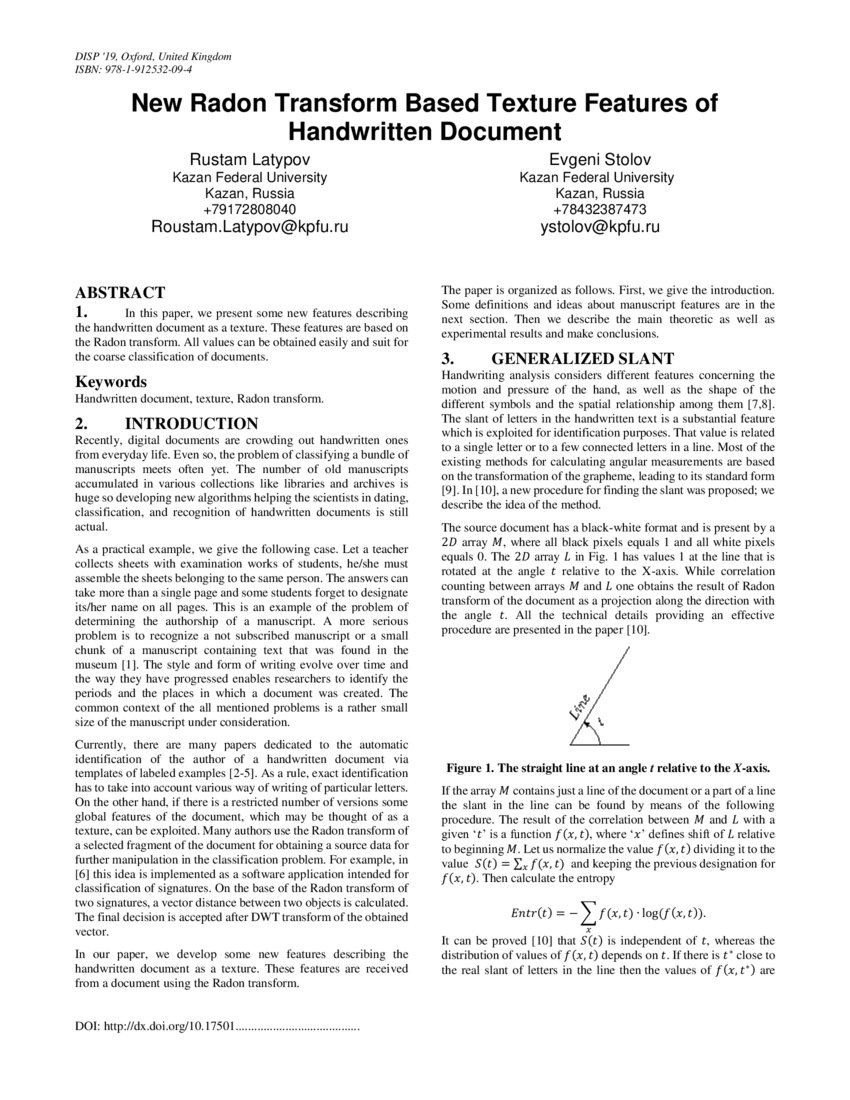 DISP '19, Oxford, United Kingdom
ISBN: 978-1-912532-09-4
New Radon Transform Based Texture Features of
Handwritten Document
Rustam Latypov
Kazan Federal University
Kazan, Russia
+79172808040
Roustam.Latypov@kpfu.ru
Evgeni Stolov
Kazan Federal University
Kazan, Russia
+78432387473
ystolov@kpfu.ru
ABSTRACT
1. In this paper, we present some new features describing
the handwritten document as a texture. These features are based on
the Radon transform. All values can be obtained easily and suit for
the coarse classification of documents.
Keywords
Handwritten document, texture, Radon transform.
2. INTRODUCTION
Recently, digital documents are crowding out handwritten ones
from everyday life. Even so, the problem of classifying a bundle of
manuscripts meets often yet. The number of old manuscripts
accumulated in various collections like libraries and archives is
huge so developing new algorithms helping the scientists in dating,
classification, and recognition of handwritten documents is still
actual.
As a practical example, we give the following case. Let a teacher
collects sheets with examination works of students, he/she must
assemble the sheets belonging to the same person. The answers can
take more than a single page and some students forget to designate
its/her name on all pages. This is an example of the problem of
determining the authorship of a manuscript. A more serious
problem is to recognize a not subscribed manuscript or a small
chunk of a manuscript containing text that was found in the
museum [1]. The style and form of writing evolve over time and
the way they have progressed enables researchers to identify the
periods and the places in which a document was created. The
common context of the all mentioned problems is a rather small
size of the manuscript under consideration.
Currently, there are many papers dedicated to the automatic
identification of the author of a handwritten document via
templates of labeled examples [2-5]. As a rule, exact identification
has to take into account various way of writing of particular letters.
On the other hand, if there is a restricted number of versions some
global features of the document, which may be thought of as a
texture, can be exploited. Many authors use the Radon transform of
a selected fragment of the document for obtaining a source data for
further manipulation in the classification problem. For example, in
[6] this idea is implemented as a software application intended for
classification of signatures. On the base of the Radon transform of
two signatures, a vector distance between two objects is calculated.
The final decision is accepted after DWT transform of the obtained
vector.
In our paper, we develop some new features describing the
handwritten document as a texture. These features are received
from a document using the Radon transform.
The paper is organized as follows. First, we give the introduction.
Some definitions and ideas about manuscript features are in the
next section. Then we describe the main theoretic as well as
experimental results and make conclusions.
3. GENERALIZED SLANT
Handwriting analysis considers different features concerning the
motion and pressure of the hand, as well as the shape of the
different symbols and the spatial relationship among them [7,8].
The slant of letters in the handwritten text is a substantial feature
which is exploited for identification purposes. That value is related
to a single letter or to a few connected letters in a line. Most of the
existing methods for calculating angular measurements are based
on the transformation of the grapheme, leading to its standard form
[9]. In [10], a new procedure for finding the slant was proposed; we
describe the idea of the method.
The source document has a black-white format and is present by a
2D array M, where all black pixels equals 1 and all white pixels
equals 0. The 2D array L in Fig. 1 has values 1 at the line that is
rotated at the angle t relative to the X-axis. While correlation
counting between arrays M and L one obtains the result of Radon
transform of the document as a projection along the direction with
the angle t. All the technical details providing an effective
procedure are presented in the paper [10].
Line
t
Figure 1. The straight line at an angle t relative to the X-axis.
If the array M contains just a line of the document or a part of a line
the slant in the line can be found by means of the following
procedure. The result of the correlation between M and L with a
given ‘t’ is a function f(x, t), where ‘x’ defines shift of L relative
to beginning M. Let us normalize the value f(x, t) dividing it to the
value S(t) = ∑x f(x, t) and keeping the previous designation for
f(x, t). Then calculate the entropy
Entr(t) = − ∑x f(x, t) · log(f(x, t)).
It can be proved [10] that S(t) is independent of t, whereas the
distribution of values of f(x, t) depends on t. If there is t* close to
the real slant of letters in the line then the values of f(x, t*) are
DOI: http://dx.doi.org/10.17501........................................